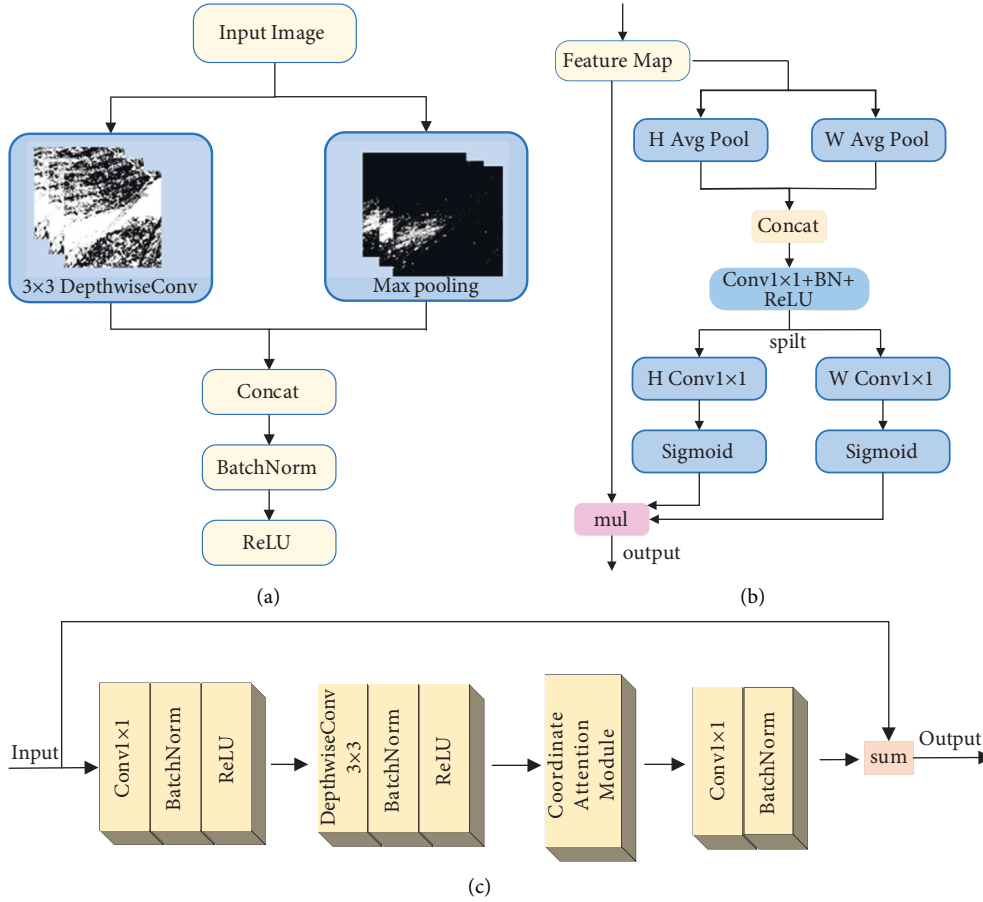 Input Image
3×3 DepthwiseConv
Max pooling
Concat
BatchNorm
ReLU
(a)
Feature Map
H Avg Pool
W Avg Pool
Concat
Conv1×1+BN+
ReLU
spilt
H Conv1×1
W Conv1×1
Sigmoid
Sigmoid
mul
output
(b)
Input
Conv1×1
BatchNorm
ReLU
DepthwiseConv
3×3
BatchNorm
ReLU
Coordinate
Attention
Module
Conv1×1
BatchNorm
sum
Output
(c)